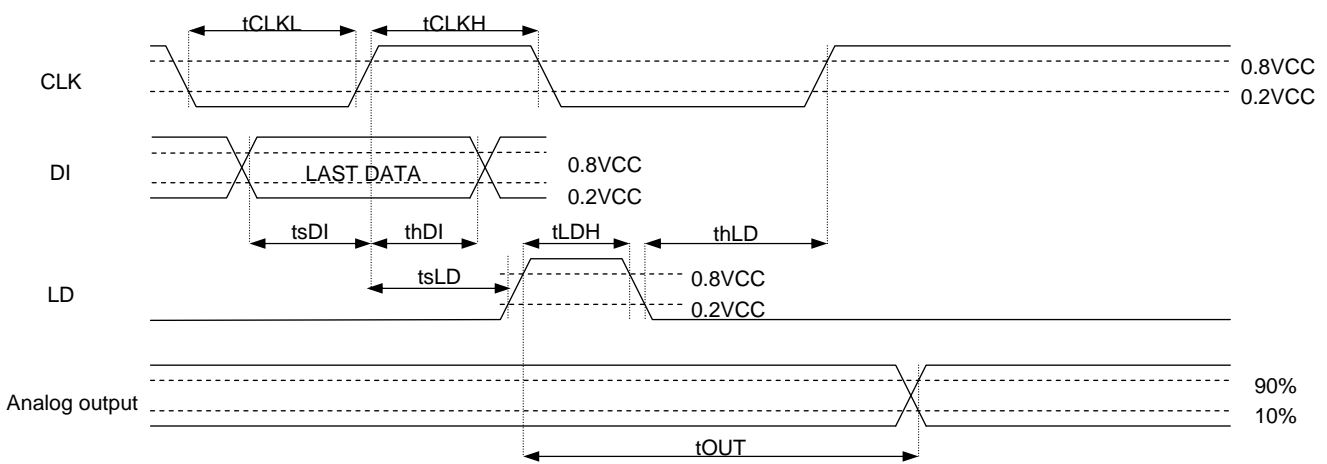 tCLKL
tCLKH
CLK
0.8VCC
0.2VCC
DI
LAST DATA
0.8VCC
0.2VCC
tsDI
thDI
tLDH
thLD
tsLD
LD
0.8VCC
0.2VCC
Analog output
90%
10%
tOUT